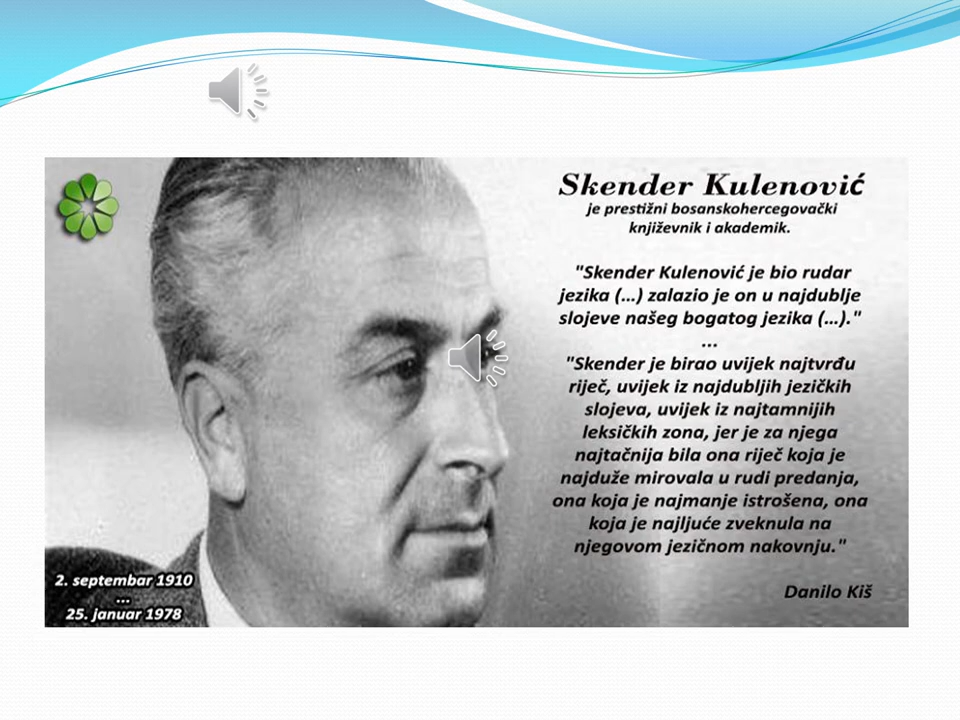 Skender Kulenović
je prestižni bosanskohercegovački
književnik i akademik.
"Skender Kulenović je bio rudar
jezika (...) zalazio je on u najdublje
slojeve našeg bogatog jezika (...)."
...
"Skender je birao uvijek najtvrđu
riječ, uvijek iz najdubljih jezičkih
slojeva, uvijek iz najtamnijih
leksičkih zona, jer je za njega
najtačnija bila ona riječ koja je
najduže mirovala u rudi predanja,
ona koja je najmanje istrošena, ona
koja je najljuće zveknula na
njegovom jezičnom nakovnju."
Danilo Kiš
2. septembar 1910
...
25. januar 1978